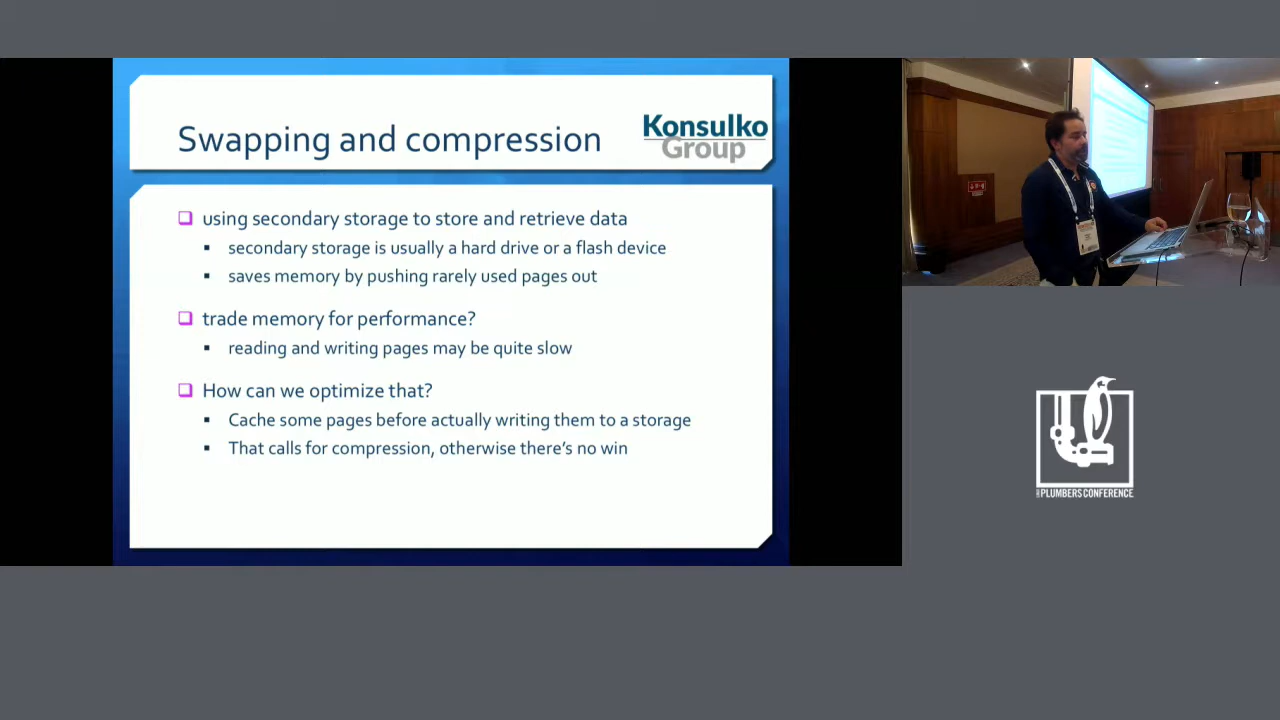 Swapping and compression
Konsulko
Group
using secondary storage to store and retrieve data
secondary storage is usually a hard drive or a flash device
saves memory by pushing rarely used pages out
trade memory for performance?
reading and writing pages may be quite slow
How can we optimize that?
Cache some pages before actually writing them to a storage
That calls for compression, otherwise there's no win
PLUMBERS CONFERENCE